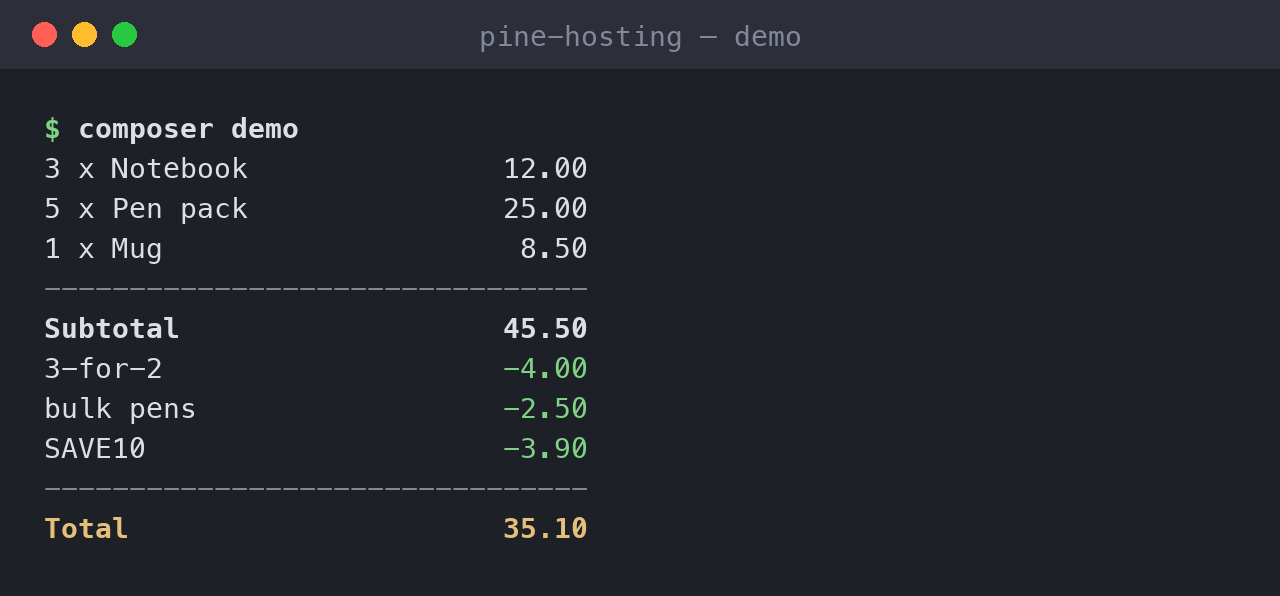 pine-hosting — demo
$ composer demo
3 x Notebook 12.00
5 x Pen pack 25.00
1 x Mug 8.50
--------------------------------
Subtotal 45.50
3-for-2 -4.00
bulk pens -2.50
SAVE10 -3.90
--------------------------------
Total 35.10